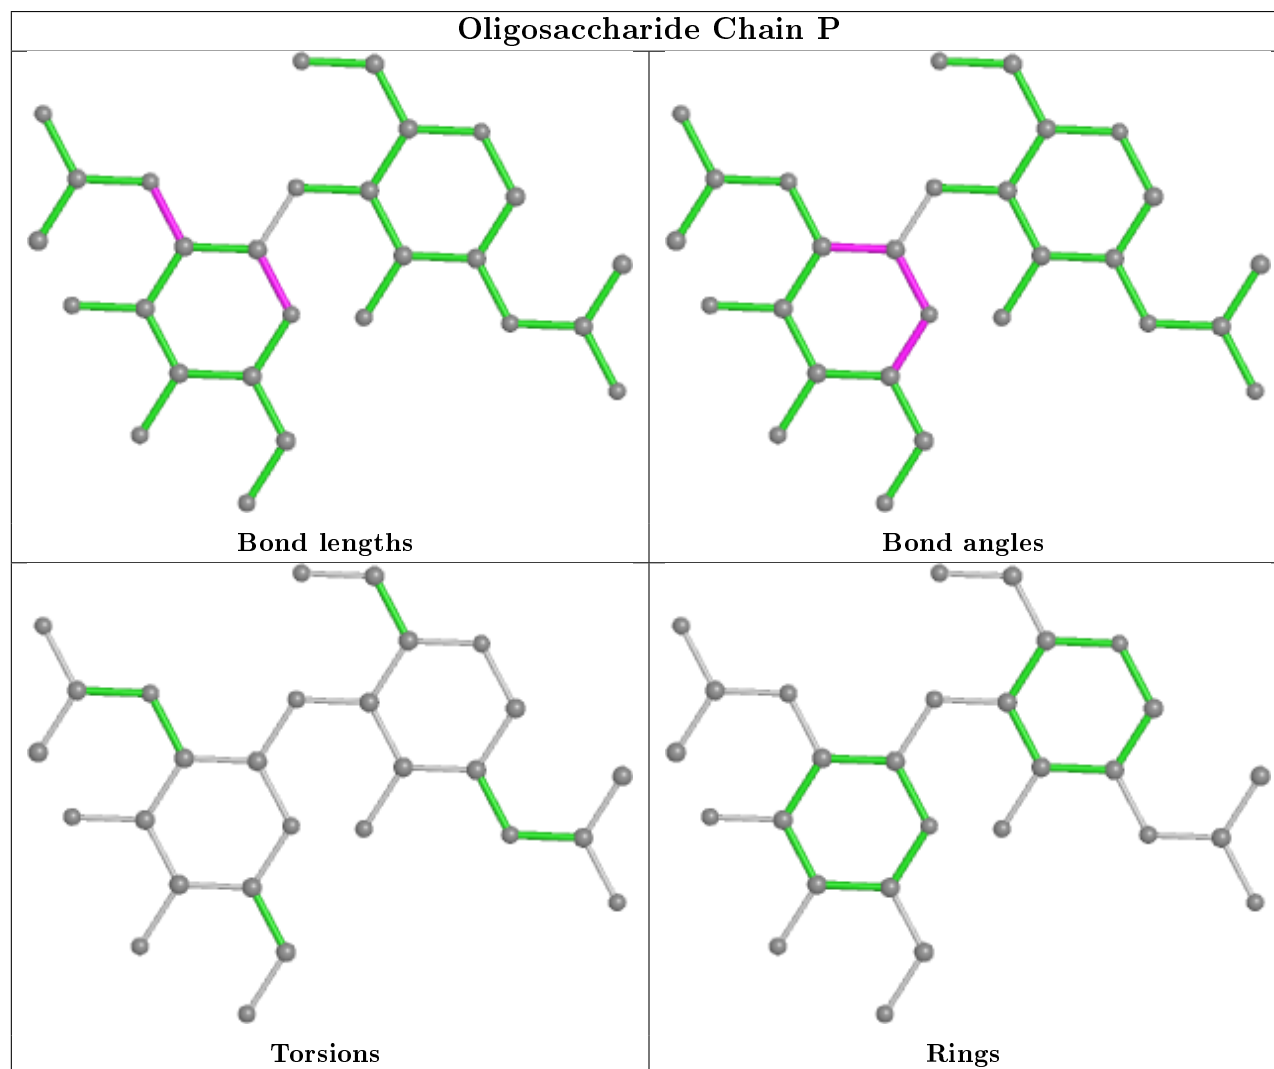 Oligosaccharide Chain P
Bond lengths
Bond angles
Torsions
Rings